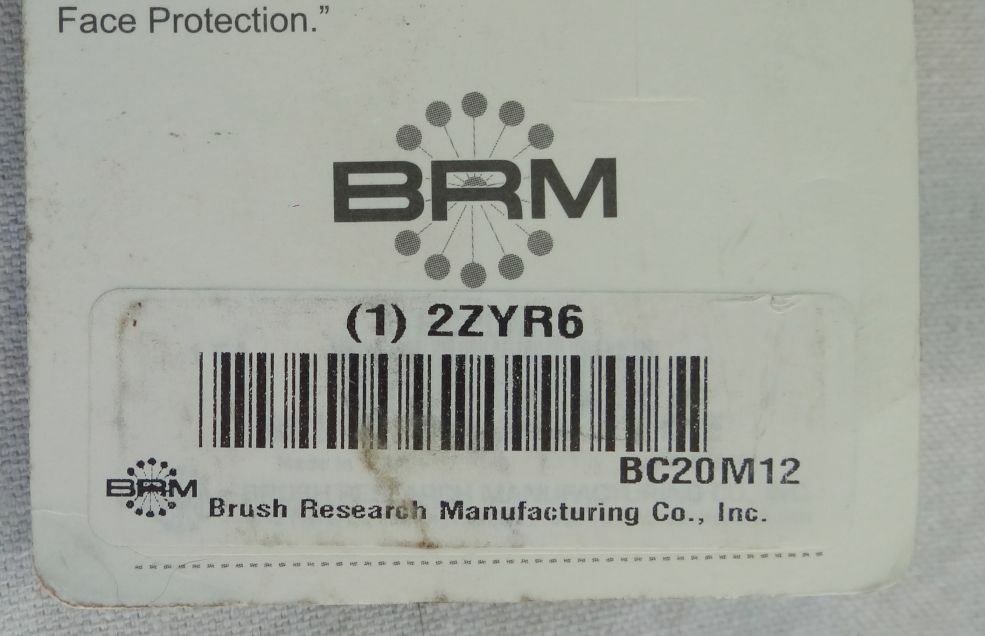 Face Protection.”
BRM
(1) 2ZYR6
BC20M12
BRM
Brush Research Manufacturing Co., Inc.